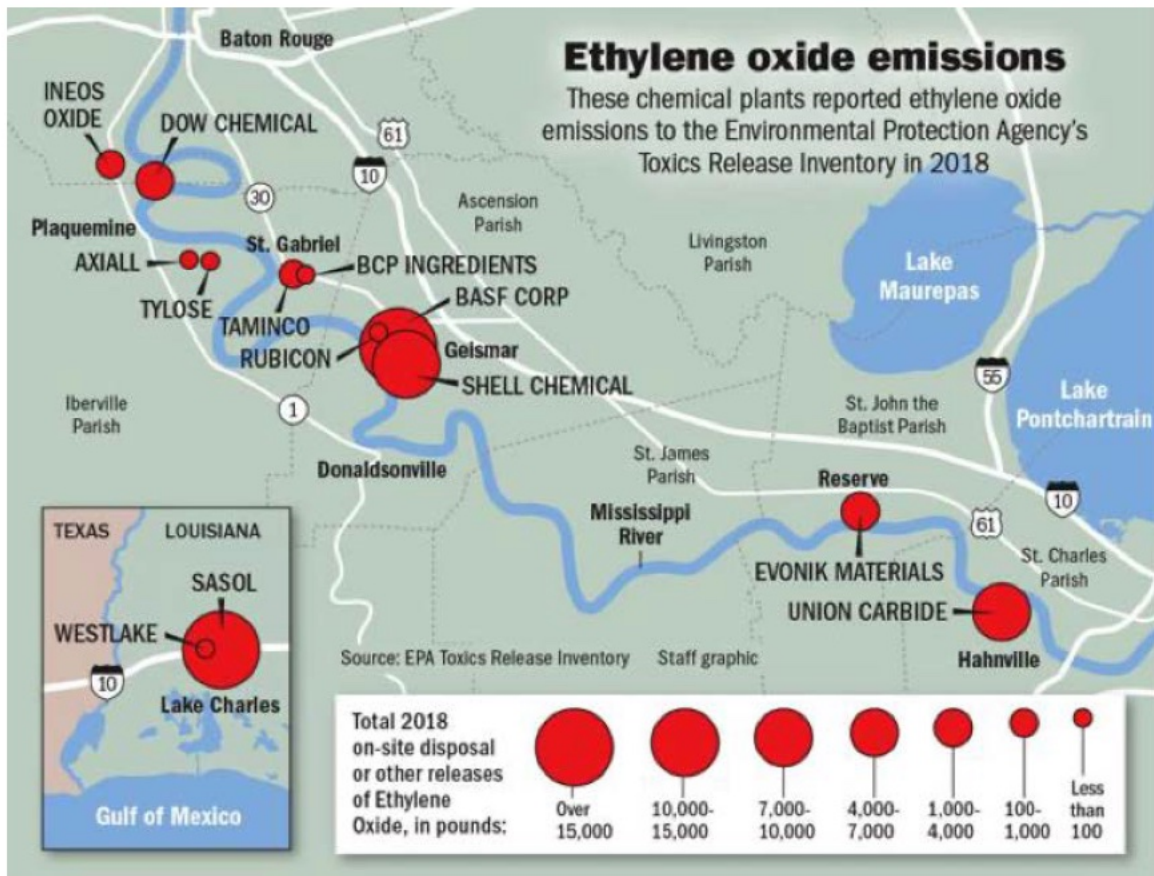 Ethylene oxide emissions
These chemical plants reported ethylene oxide
emissions to the Environmental Protection Agency's
Toxics Release Inventory in 2018
Baton Rouge
INEOS
OXIDE
DOW CHEMICAL
61
10
30
Plaquemine
AXIALL
TYLOSE
St. Gabriel
TAMINCO
BCP INGREDIENTS
BASF CORP
RUBICON
Geismar
SHELL CHEMICAL
Ascension
Parish
Livingston
Parish
Lake
Maurepas
Lake
Pontchartrain
55
Iberville
Parish
1
Donaldsonville
St. James
Parish
St. John the
Baptist Parish
Reserve
10
61
Mississippi
River
EVONIK MATERIALS
St. Charles
Parish
UNION CARBIDE
Hahnville
TEXAS
LOUISIANA
SASOL
WESTLAKE
10
Lake Charles
Gulf of Mexico
Source: EPA Toxics Release Inventory
Staff graphic
Total 2018
on-site disposal
or other releases
of Ethylene
Oxide, in pounds:
Over
15,000
10,000-
15,000
7,000-
10,000
4,000-
7,000
1,000-
4,000
100-
1,000
Less
than
100